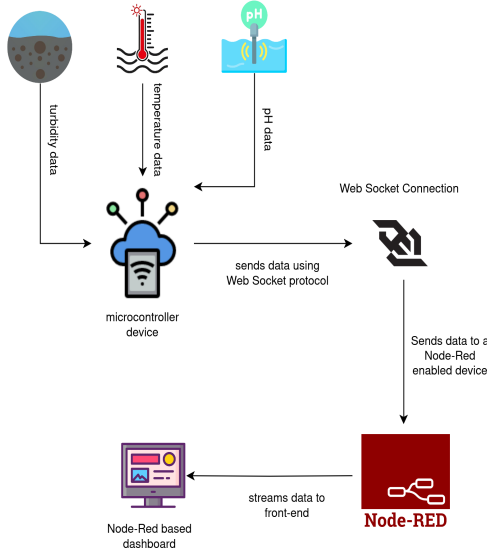 pH
turbidity data
temperature data
pH data
Web Socket Connection
sends data using
Web Socket protocol
microcontroller
device
Sends data to a
Node-Red
enabled device
Node-RED
streams data to
front-end
Node-Red based
dashboard